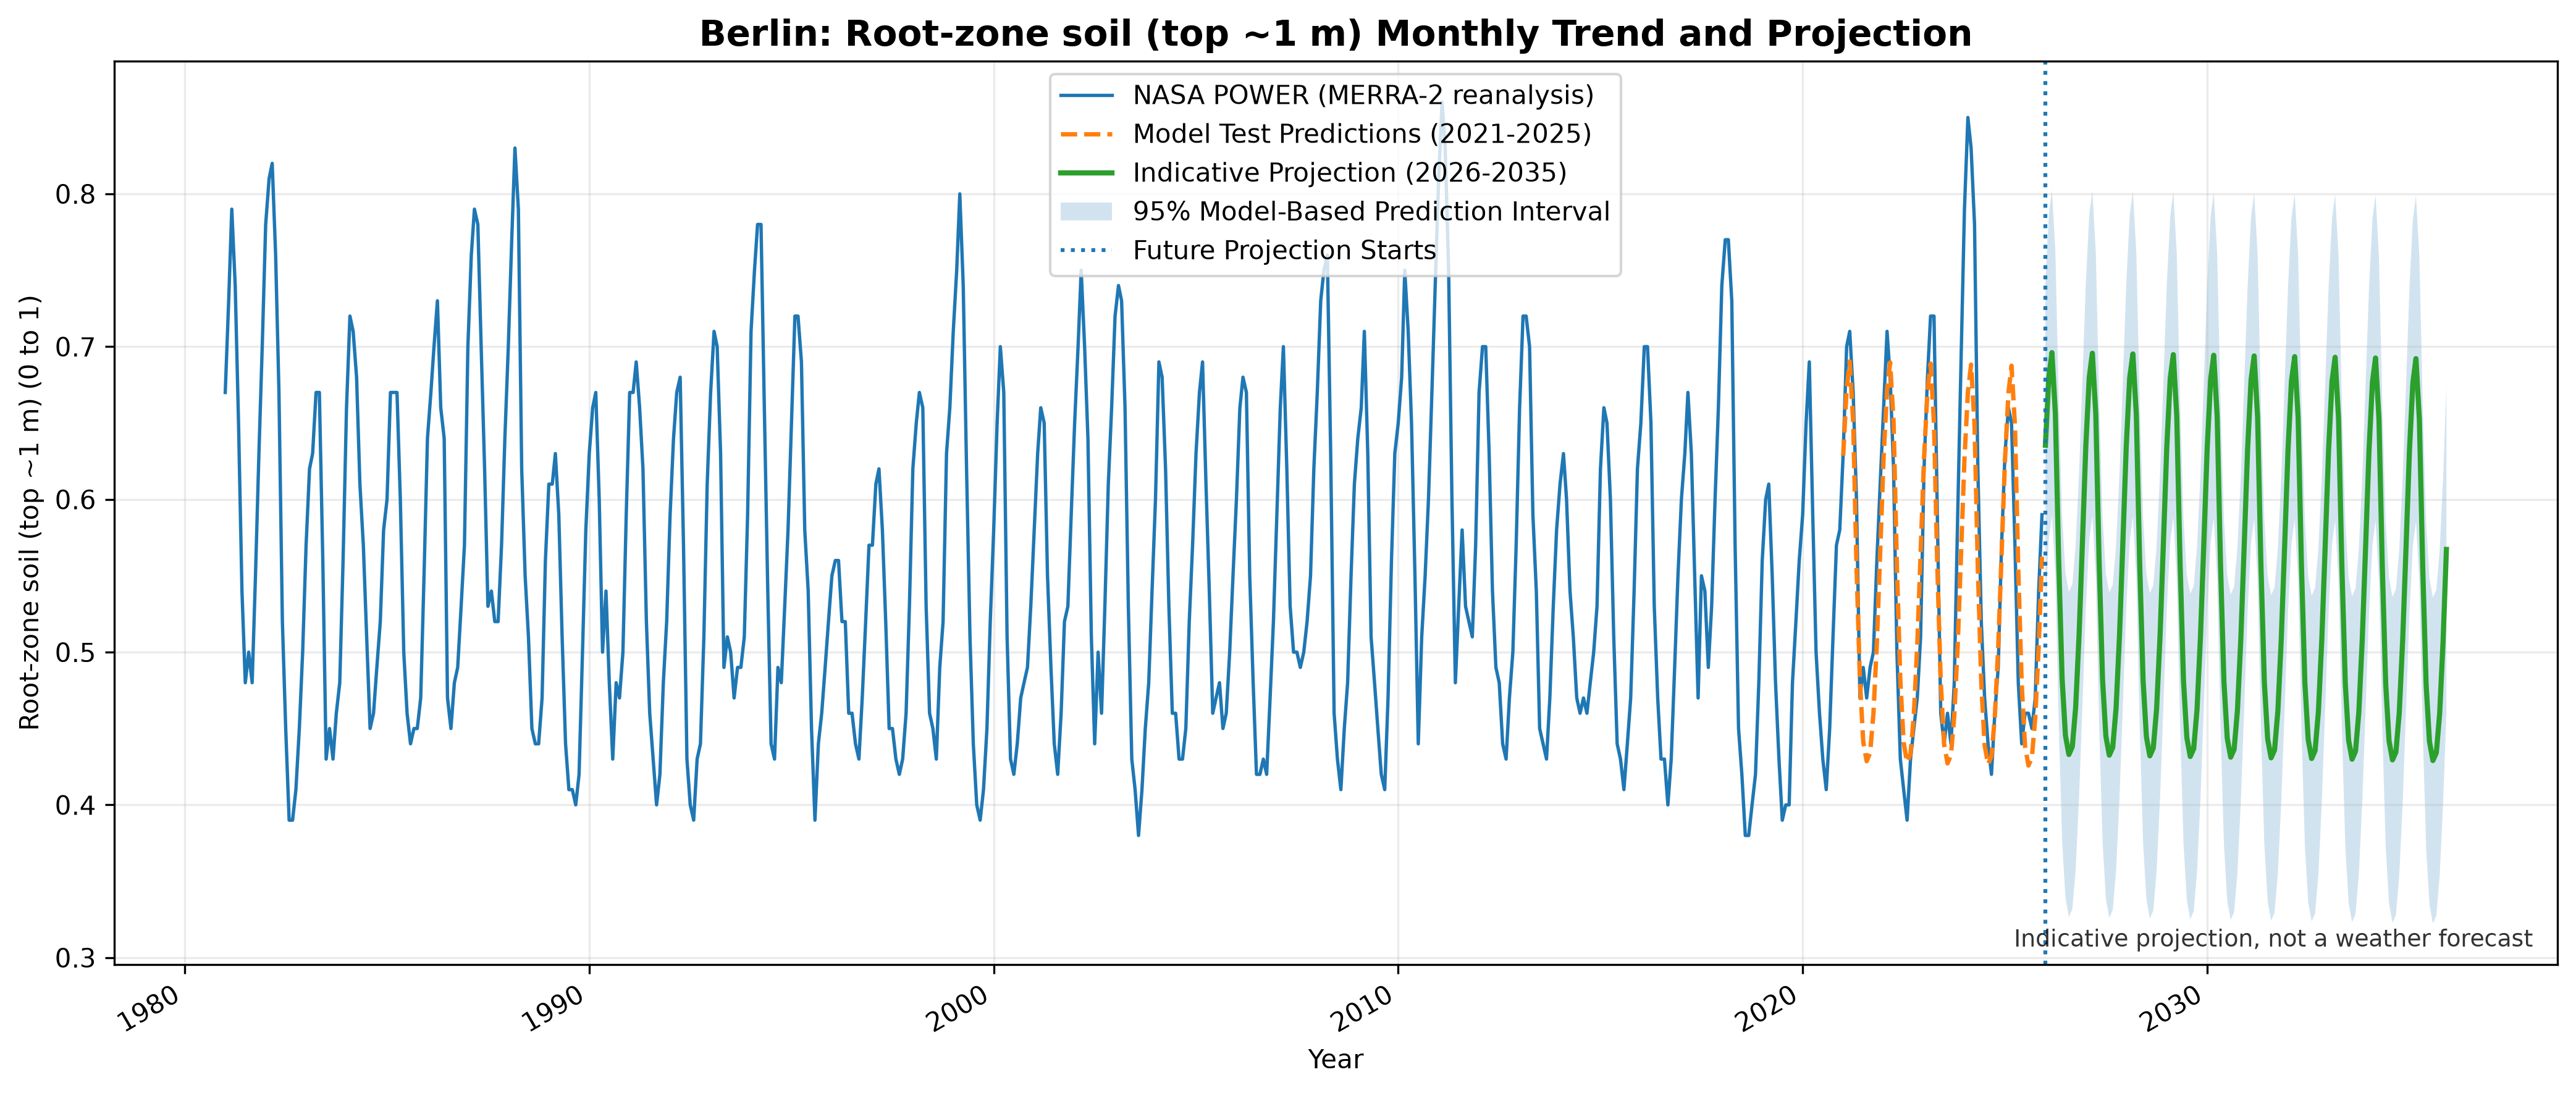 Berlin: Root-zone soil (top ~1 m) Monthly Trend and Projection
NASA POWER (MERRA-2 reanalysis)
Model Test Predictions (2021-2025)
Indicative Projection (2026-2035)
95% Model-Based Prediction Interval
Future Projection Starts
Root-zone soil (top ~1 m) (0 to 1)
0.8
0.7
0.6
0.5
0.4
0.3
Indicative projection, not a weather forecast
1980
1990
2000
2010
2020
2030
Year